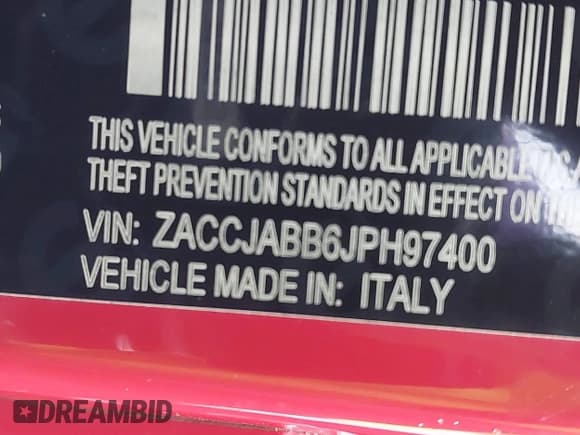 THIS VEHICLE CONFORMS TO ALL APPLICABLE U.S.
THEFT PREVENTION STANDARDS IN EFFECT ON THE
VIN: ZACCJABB6JPH97400
VEHICLE MADE IN: ITALY
DREAMBID